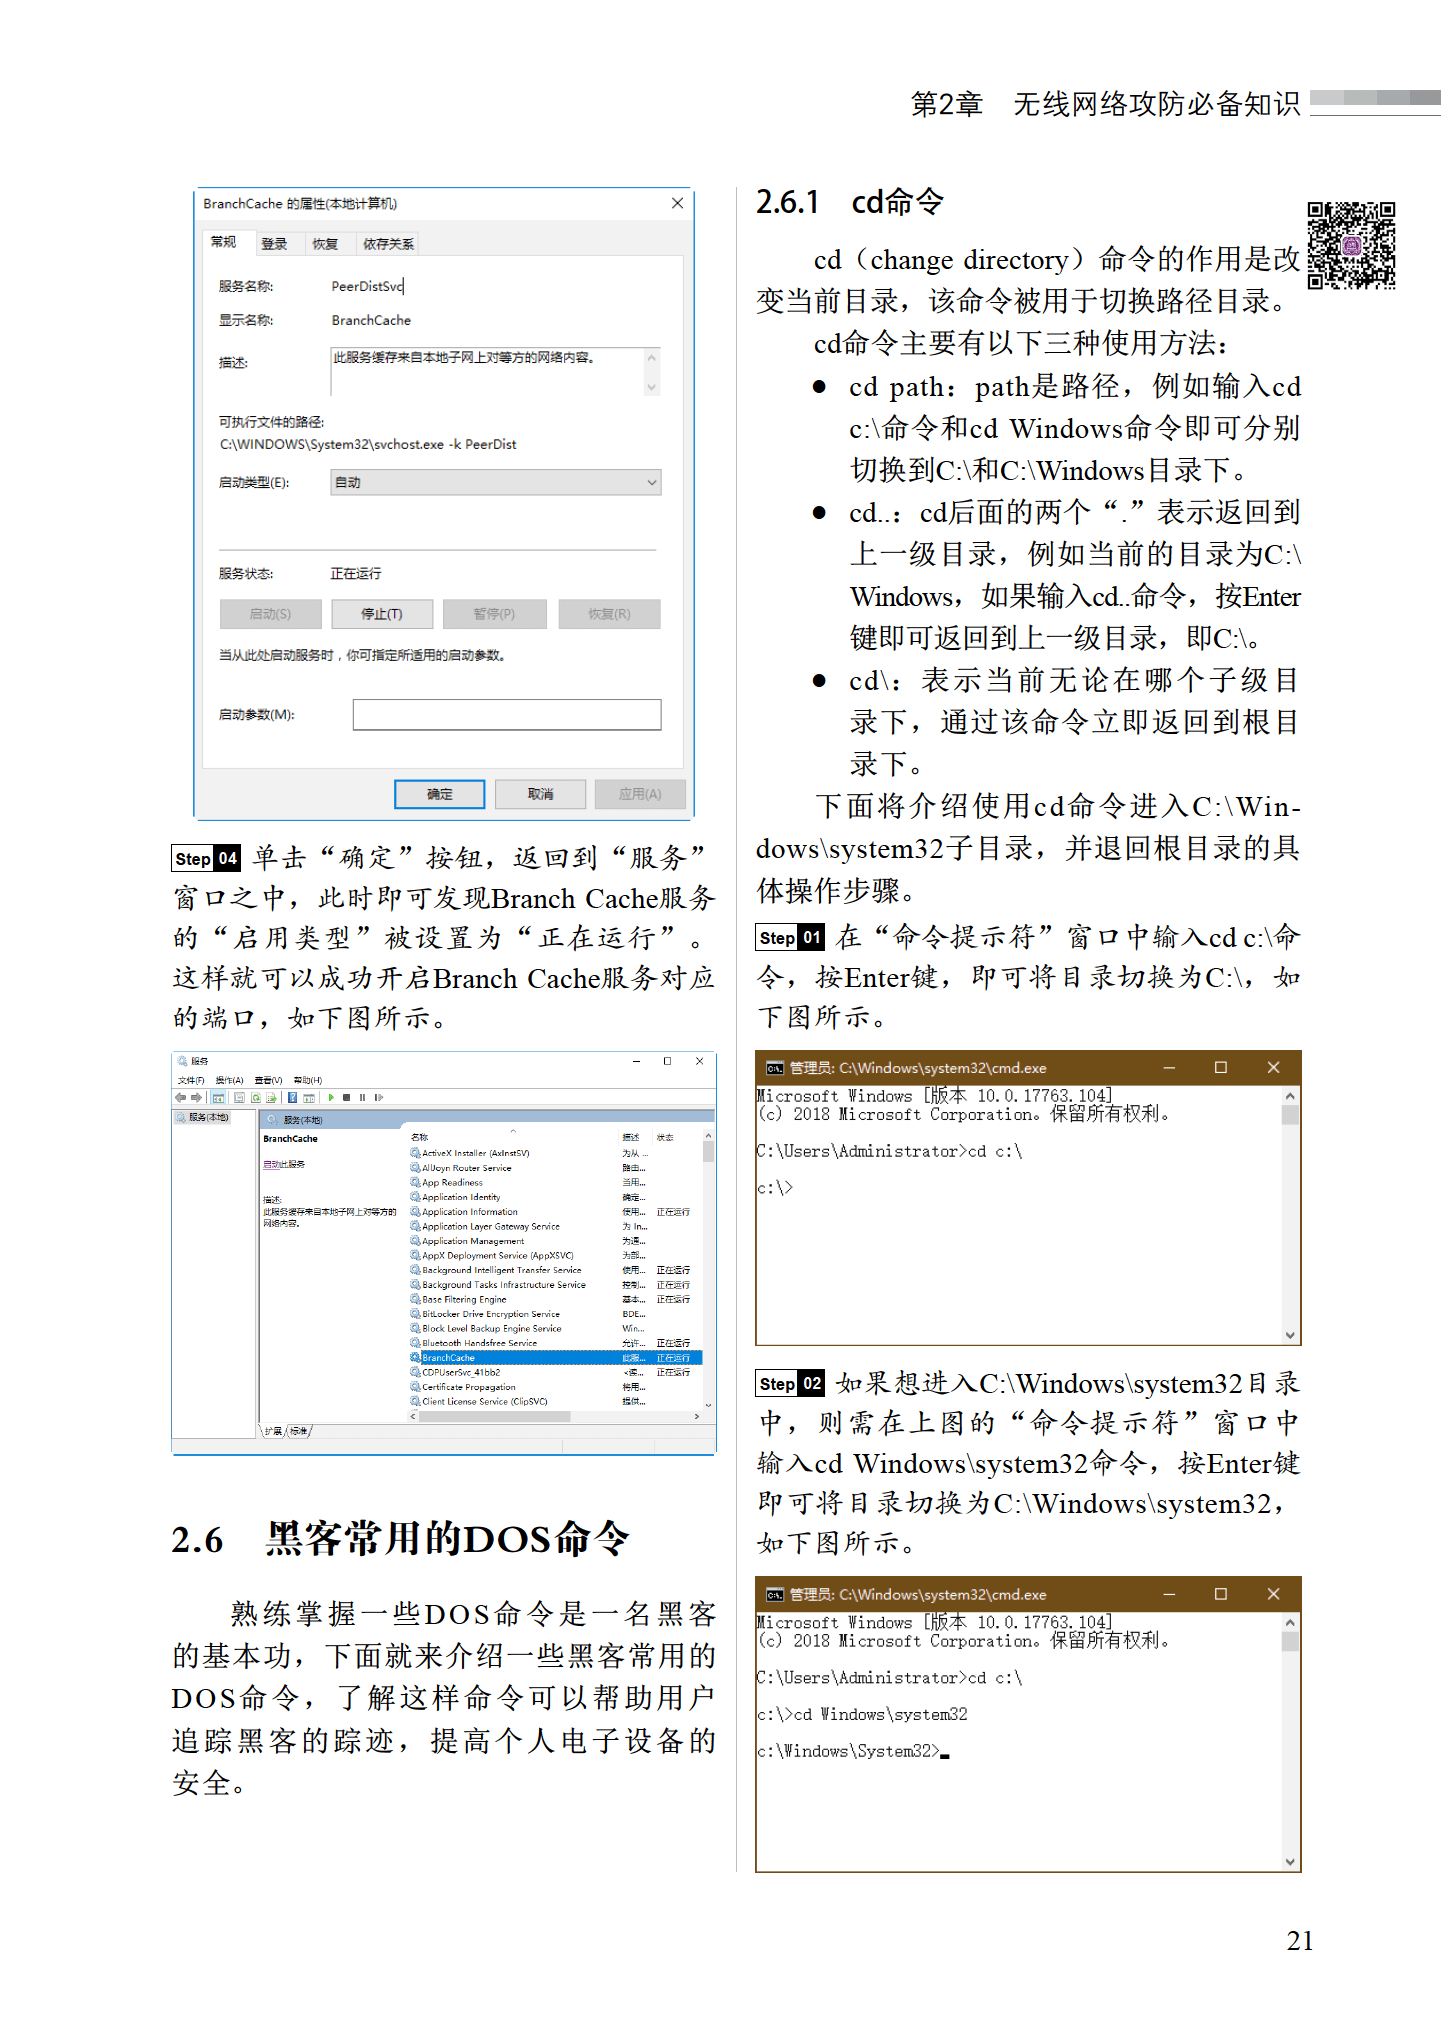 第2章 无线网络攻防必备知识
BranchCache 的属性(本地计算机)
常规 登录 恢复 依存关系
服务名称: PeerDistSvc
显示名称: BranchCache
描述: 此服务缓存来自本地子网上对等方的网络内容。
可执行文件的路径:
C:\WINDOWS\System32\svchost.exe -k PeerDist
启动类型(E): 自动
服务状态: 正在运行
启动(S) 停止(T) 暂停(P) 恢复(R)
当从此处启动服务时，你可指定所适用的启动参数。
启动参数(M):
确定 取消 应用(A)
Step 04 单击“确定”按钮，返回到“服务”
窗口之中，此时即可发现Branch Cache服务
的“启用类型”被设置为“正在运行”。
这样就可以成功开启Branch Cache服务对应
的端口，如下图所示。
服务
文件(F) 操作(A) 查看(V) 帮助(H)
服务(本地) 服务(本地)
BranchCache
启动此服务
描述:
此服务缓存来自本地子网上对等方的
网络内容。
名称 描述 状态
ActiveX Installer (AxInstSV) 为从 ...
AllJoyn Router Service 路由...
App Readiness 当用...
Application Identity 确定...
Application Information 使用... 正在运行
Application Layer Gateway Service 为 In...
Application Management 为通...
AppX Deployment Service (AppXSVC) 为部...
Background Intelligent Transfer Service 使用... 正在运行
Background Tasks Infrastructure Service 控制... 正在运行
Base Filtering Engine 基本... 正在运行
BitLocker Drive Encryption Service BDE...
Block Level Backup Engine Service Win...
Bluetooth Handsfree Service 允许... 正在运行
BranchCache 此服... 正在运行
CDPUserSvc_41bb2 <读... 正在运行
Certificate Propagation 将用...
Client License Service (ClipSVC) 提供...
扩展 标准
2.6 黑客常用的DOS命令
熟练掌握一些DOS命令是一名黑客
的基本功，下面就来介绍一些黑客常用的
DOS命令，了解这样命令可以帮助用户
追踪黑客的踪迹，提高个人电子设备的
安全。
2.6.1 cd命令
cd（change directory）命令的作用是改
变当前目录，该命令被用于切换路径目录。
cd命令主要有以下三种使用方法：
● cd path：path是路径，例如输入cd
c:\命令和cd Windows命令即可分别
切换到C:\和C:\Windows目录下。
● cd..：cd后面的两个“.”表示返回到
上一级目录，例如当前的目录为C:\
Windows，如果输入cd..命令，按Enter
键即可返回到上一级目录，即C:\。
● cd\：表示当前无论在哪个子级目
录下，通过该命令立即返回到根目
录下。
下面将介绍使用cd命令进入C:\Win-
dows\system32子目录，并退回根目录的具
体操作步骤。
Step 01 在“命令提示符”窗口中输入cd c:\命
令，按Enter键，即可将目录切换为C:\，如
下图所示。
管理员: C:\Windows\system32\cmd.exe
Microsoft Windows [版本 10.0.17763.104]
(c) 2018 Microsoft Corporation。保留所有权利。
C:\Users\Administrator>cd c:\
c:\>
Step 02 如果想进入C:\Windows\system32目录
中，则需在上图的“命令提示符”窗口中
输入cd Windows\system32命令，按Enter键
即可将目录切换为C:\Windows\system32，
如下图所示。
管理员: C:\Windows\system32\cmd.exe
Microsoft Windows [版本 10.0.17763.104]
(c) 2018 Microsoft Corporation。保留所有权利。
C:\Users\Administrator>cd c:\
c:\>cd Windows\system32
c:\Windows\System32>
21